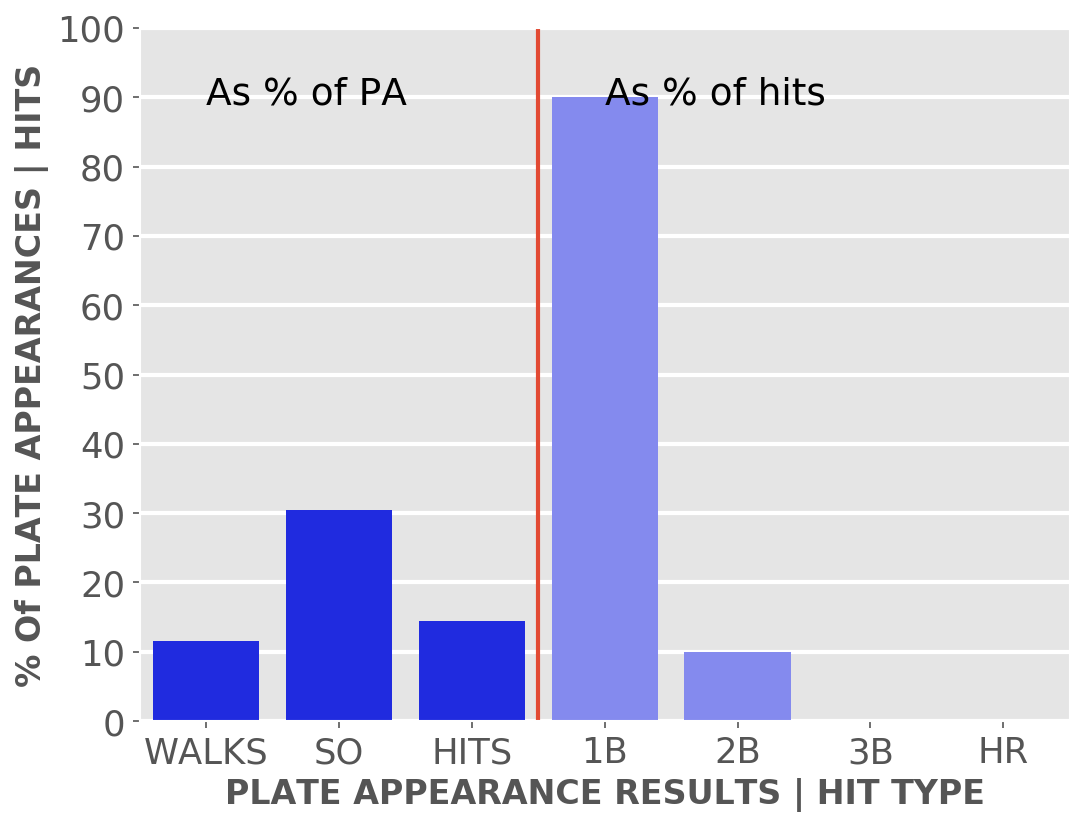 % Of PLATE APPEARANCES | HITS
100
90
80
70
60
50
40
30
20
10
0
As % of PA
As % of hits
WALKS SO HITS 1B 2B 3B HR
PLATE APPEARANCE RESULTS | HIT TYPE